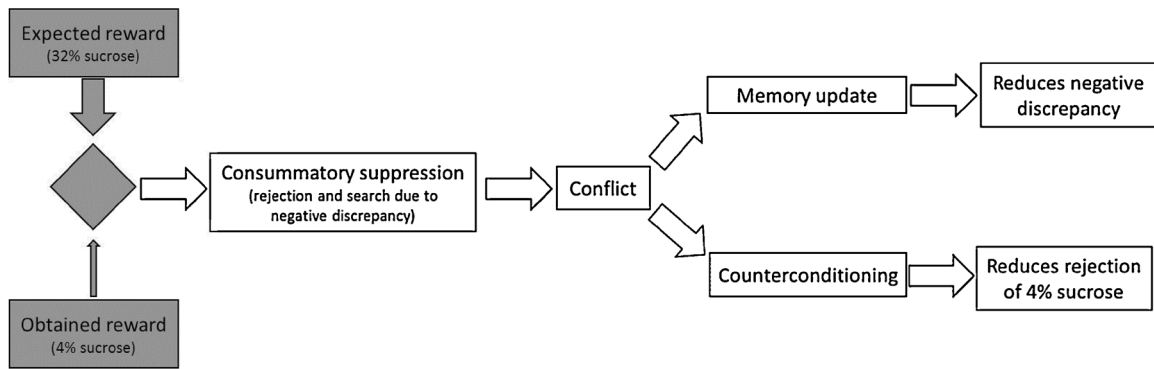 Expected reward
(32% sucrose)
Obtained reward
(4% sucrose)
Consummatory suppression
(rejection and search due to
negative discrepancy)
Conflict
Memory update
Reduces negative
discrepancy
Counterconditioning
Reduces rejection
of 4% sucrose